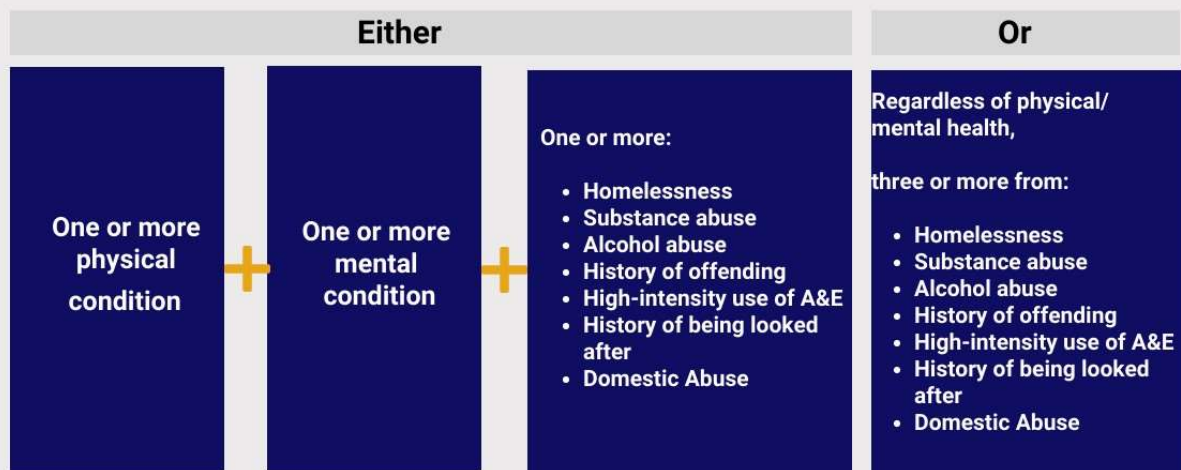 Either
One or more
physical
condition
One or more
mental
condition
One or more:
• Homelessness
• Substance abuse
• Alcohol abuse
• History of offending
• High-intensity use of A&E
• History of being looked
after
• Domestic Abuse
Or
Regardless of physical/
mental health,
three or more from:
• Homelessness
• Substance abuse
• Alcohol abuse
• History of offending
• High-intensity use of A&E
• History of being looked
after
• Domestic Abuse